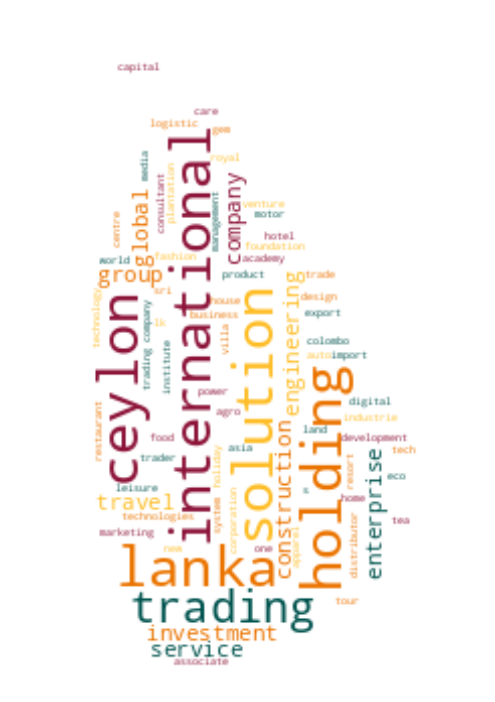 capital
care
logistic
gem
international
royal
media
plantation
consultant
company
global
management
venture
motor
centre
hotel
foundation
world
fashion
academy
group
product
trade
engineering
sri
solution
design
ceylon
technology
trading company
house
business
export
lk
villa
colombo
institute
auto
import
holding
power
digital
agro
industrie
restaurant
food
land
development
construction
asia
tech
trader
enterprise
holiday
resort
eco
leisure
s
home
travel
corporation
system
technologies
distributor
tea
marketing
apparel
new
one
lanka
trading
tour
investment
service
associate